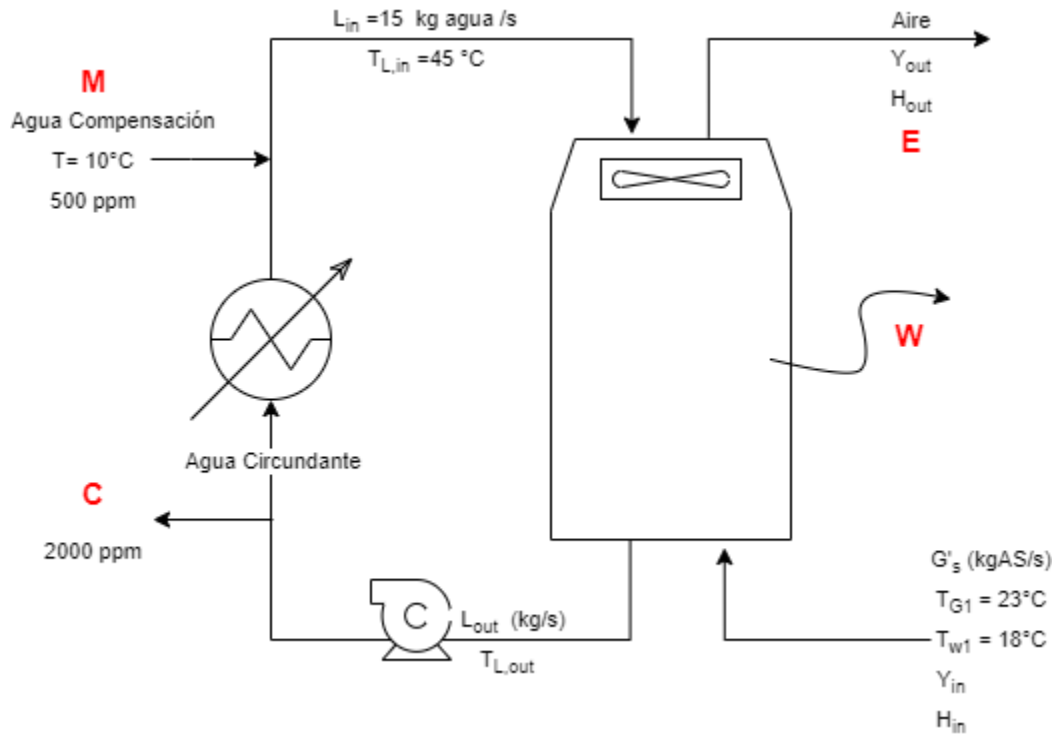 L_in =15 kg agua /s
T_L,in =45 °C
Aire
Y_out
H_out
E
M
Agua Compensación
T= 10°C
500 ppm
W
Agua Circundante
C
2000 ppm
C
L_out (kg/s)
T_L,out
G'_s (kgAS/s)
T_G1 = 23°C
T_w1 = 18°C
Y_in
H_in